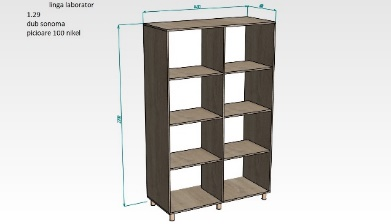 linga laborator
1.29
dub sonoma
picioare 100 nikel